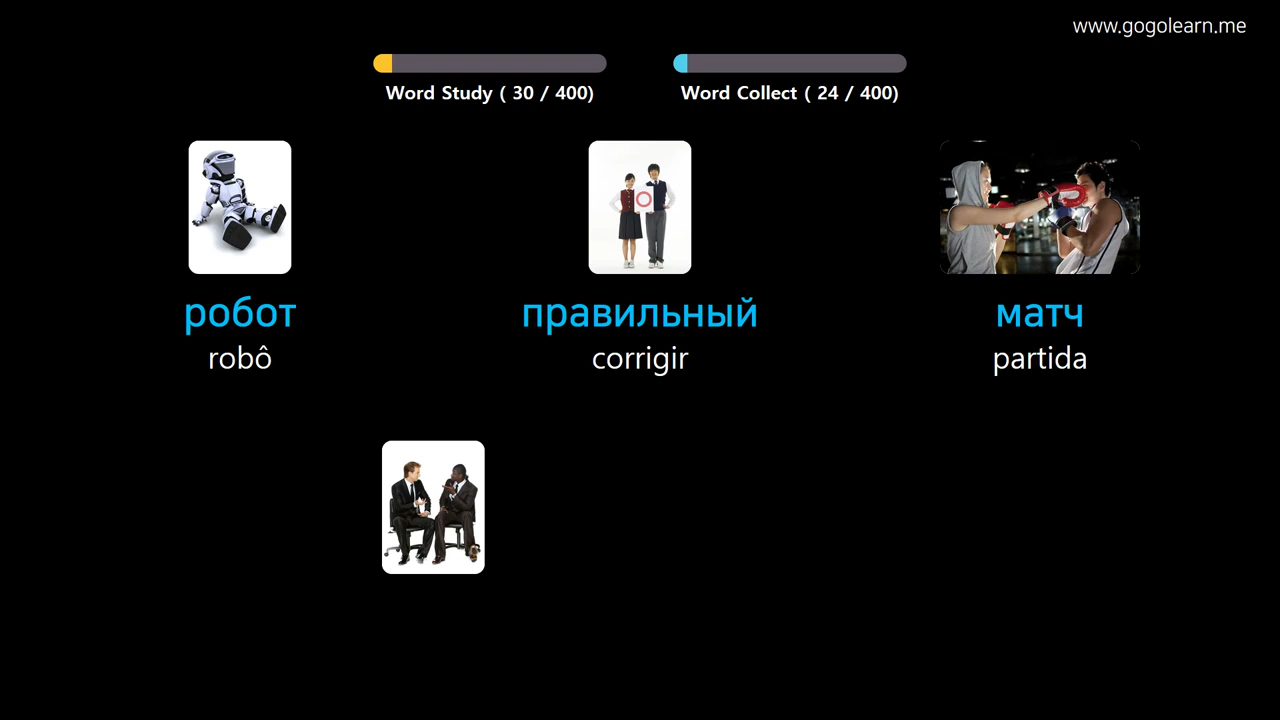 www.gogolearn.me
Word Study ( 30 / 400)
Word Collect ( 24 / 400)
робот
правильный
матч
robô
corrigir
partida